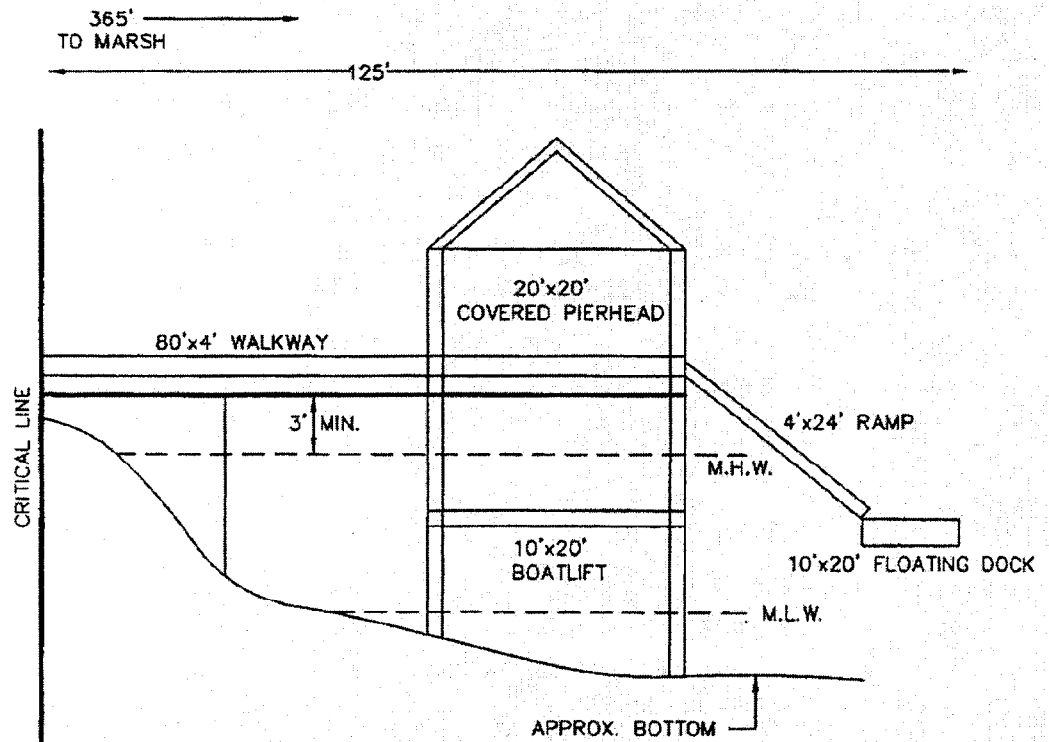 365'
TO MARSH
125'
20'x20'
COVERED PIERHEAD
80'x4' WALKWAY
3' MIN.
4'x24' RAMP
M.H.W.
CRITICAL LINE
10'x20'
BOATLIFT
10'x20' FLOATING DOCK
M.L.W.
APPROX. BOTTOM